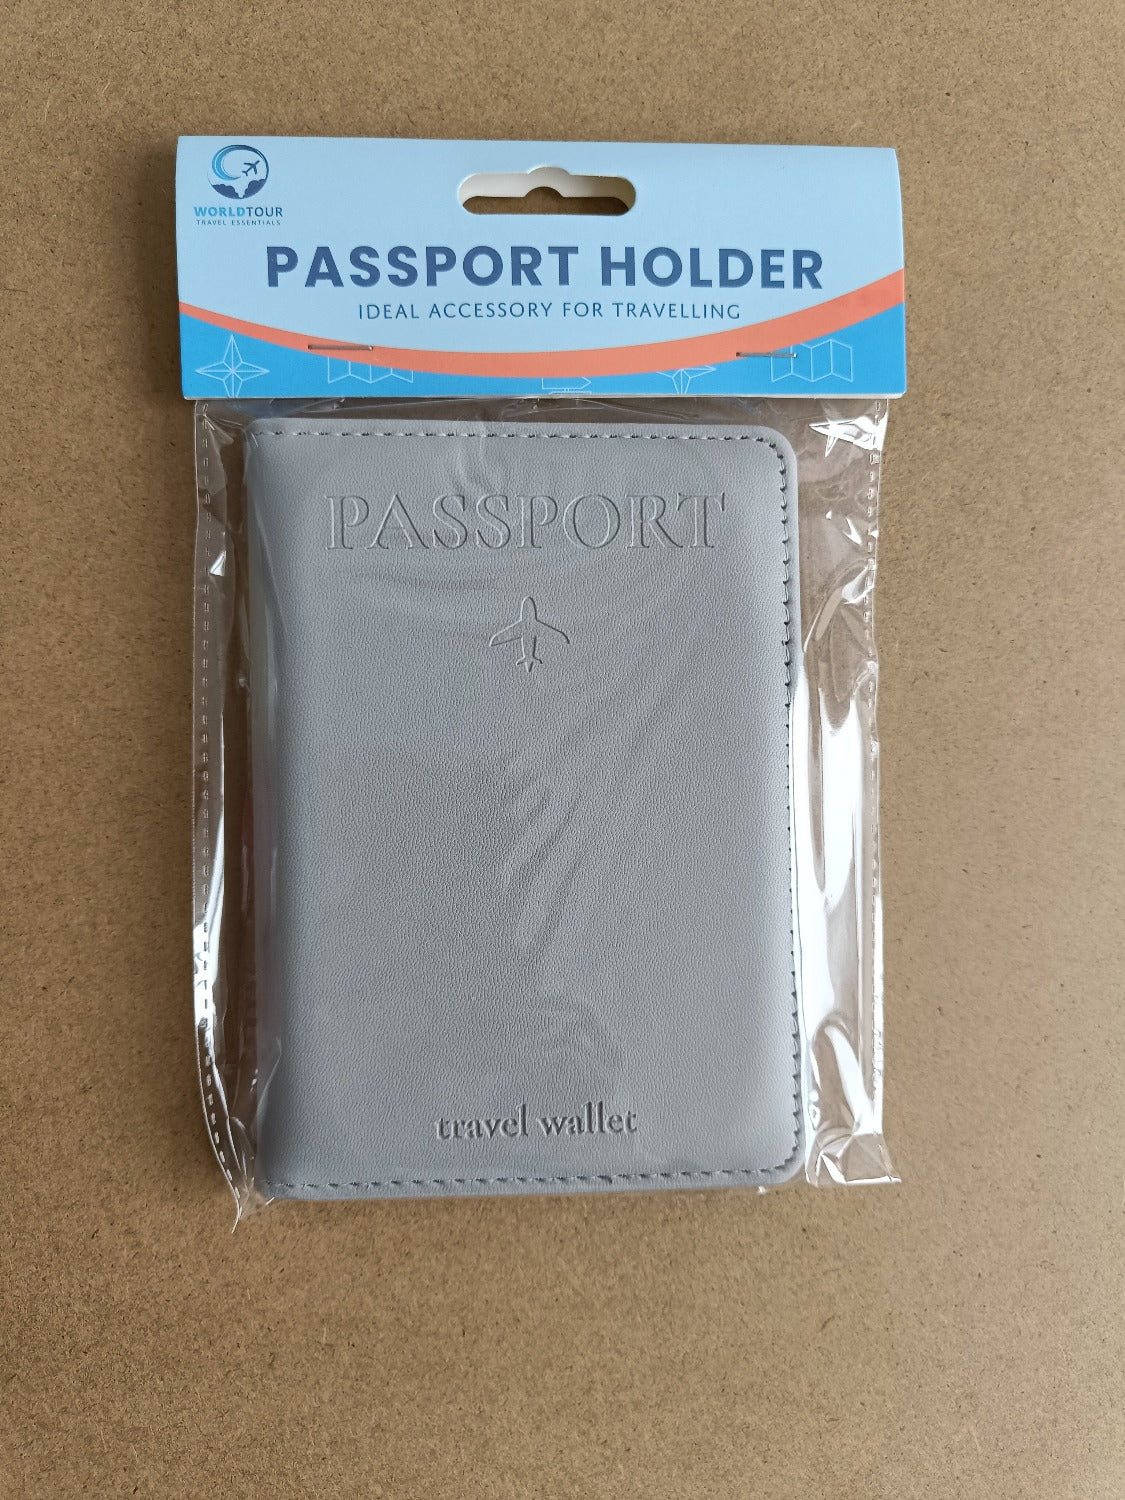 WORLDTOUR
TRAVEL ESSENTIALS
PASSPORT HOLDER
IDEAL ACCESSORY FOR TRAVELLING
PASSPORT
travel wallet